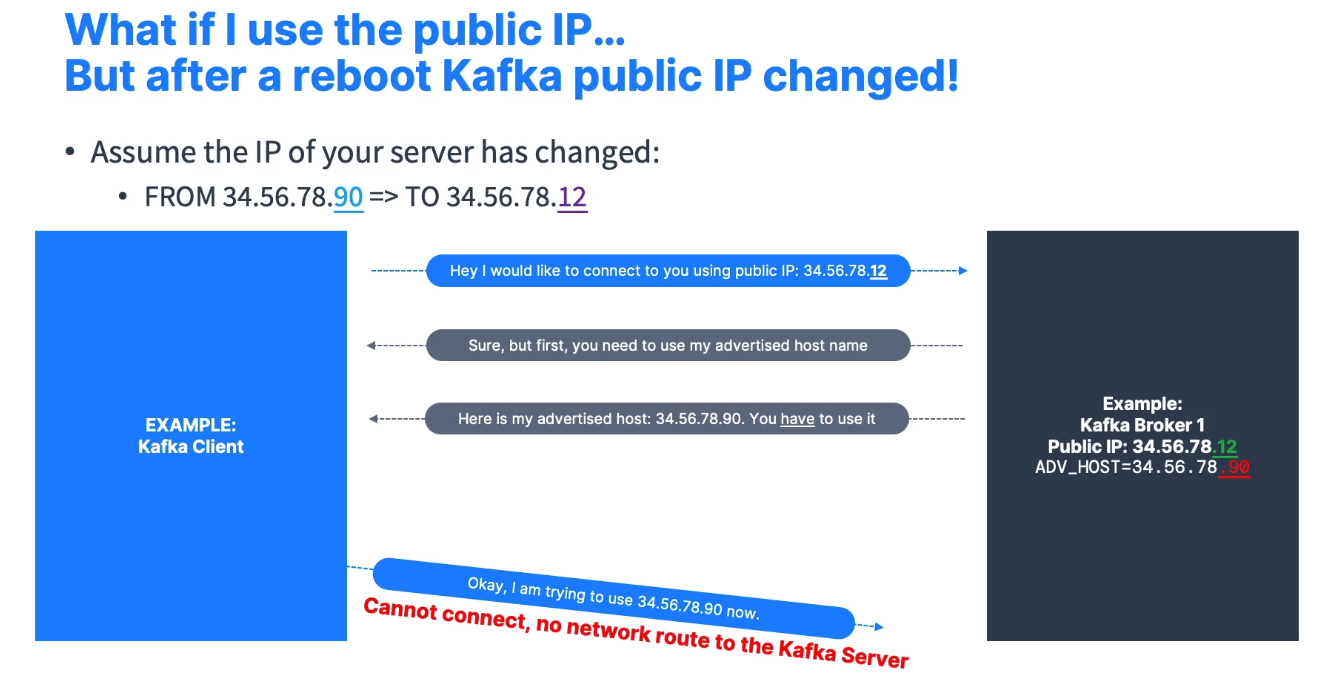 What if I use the public IP...
But after a reboot Kafka public IP changed!
• Assume the IP of your server has changed:
• FROM 34.56.78.90 => TO 34.56.78.12
Hey I would like to connect to you using public IP: 34.56.78.12
Sure, but first, you need to use my advertised host name
Here is my advertised host: 34.56.78.90. You have to use it
EXAMPLE:
Kafka Client
Example:
Kafka Broker 1
Public IP: 34.56.78.12
ADV_HOST=34.56.78.90
Okay, I am trying to use 34.56.78.90 now.
Cannot connect, no network route to the Kafka Server